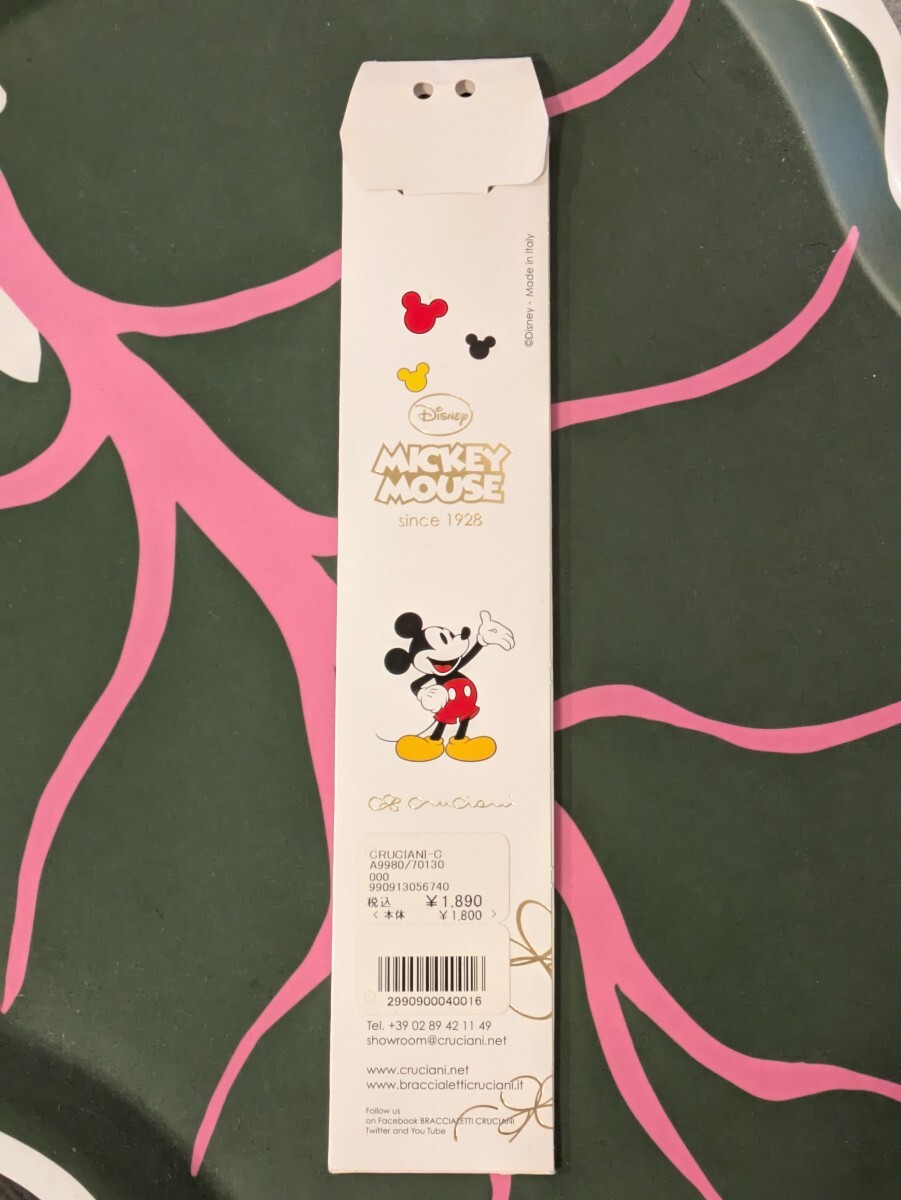 ©Disney - Made in Italy
Disney
MICKEY
MOUSE
since 1928
cruciani
CRUCIANI-C
A9980/70130
000
990913056740
税込 ¥1,890
<本体 ¥1,800>
2990900040016
Tel. +39 02 89 42 11 49
showroom@cruciani.net
www.cruciani.net
www.braccialetticruciani.it
Follow us
on Facebook BRACCIALETTI CRUCIANI
Twitter and You Tube